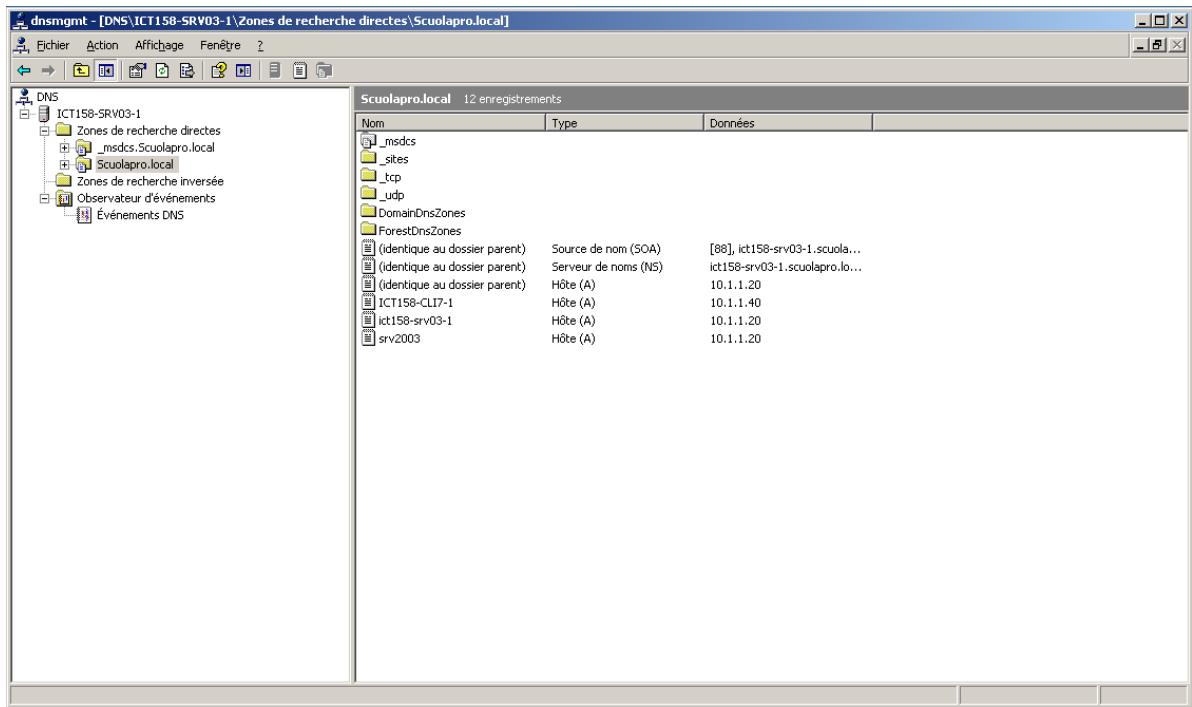 dnsmgmt - [DNS\ICT158-SRV03-1\Zones de recherche directes\Scuolapro.local]
Fichier Action Affichage Fenêtre ?
DNS
ICT158-SRV03-1
Zones de recherche directes
_msdcs.Scuolapro.local
Scuolapro.local
Zones de recherche inversée
Observateur d'événements
Événements DNS
Scuolapro.local 12 enregistrements
Nom Type Données
_msdcs
_sites
_tcp
_udp
DomainDnsZones
ForestDnsZones
(identique au dossier parent) Source de nom (SOA) [88], ict158-srv03-1.scuola...
(identique au dossier parent) Serveur de noms (NS) ict158-srv03-1.scuolapro.lo...
(identique au dossier parent) Hôte (A) 10.1.1.20
ICT158-CLI7-1 Hôte (A) 10.1.1.40
ict158-srv03-1 Hôte (A) 10.1.1.20
srv2003 Hôte (A) 10.1.1.20